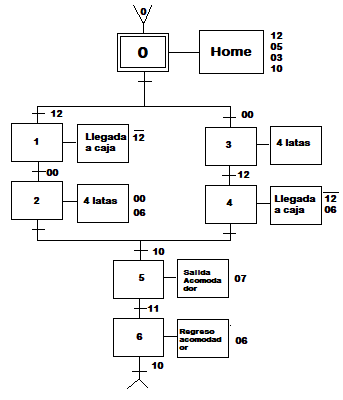 0
0
Home
12
05
03
10
12
00
1
Llegada
a caja
12
3
4 latas
00
12
2
4 latas
00
06
4
Llegada
a caja
12
06
10
5
Salida
Acomoda
dor
07
11
6
Regreso
acomodad
or
06
10